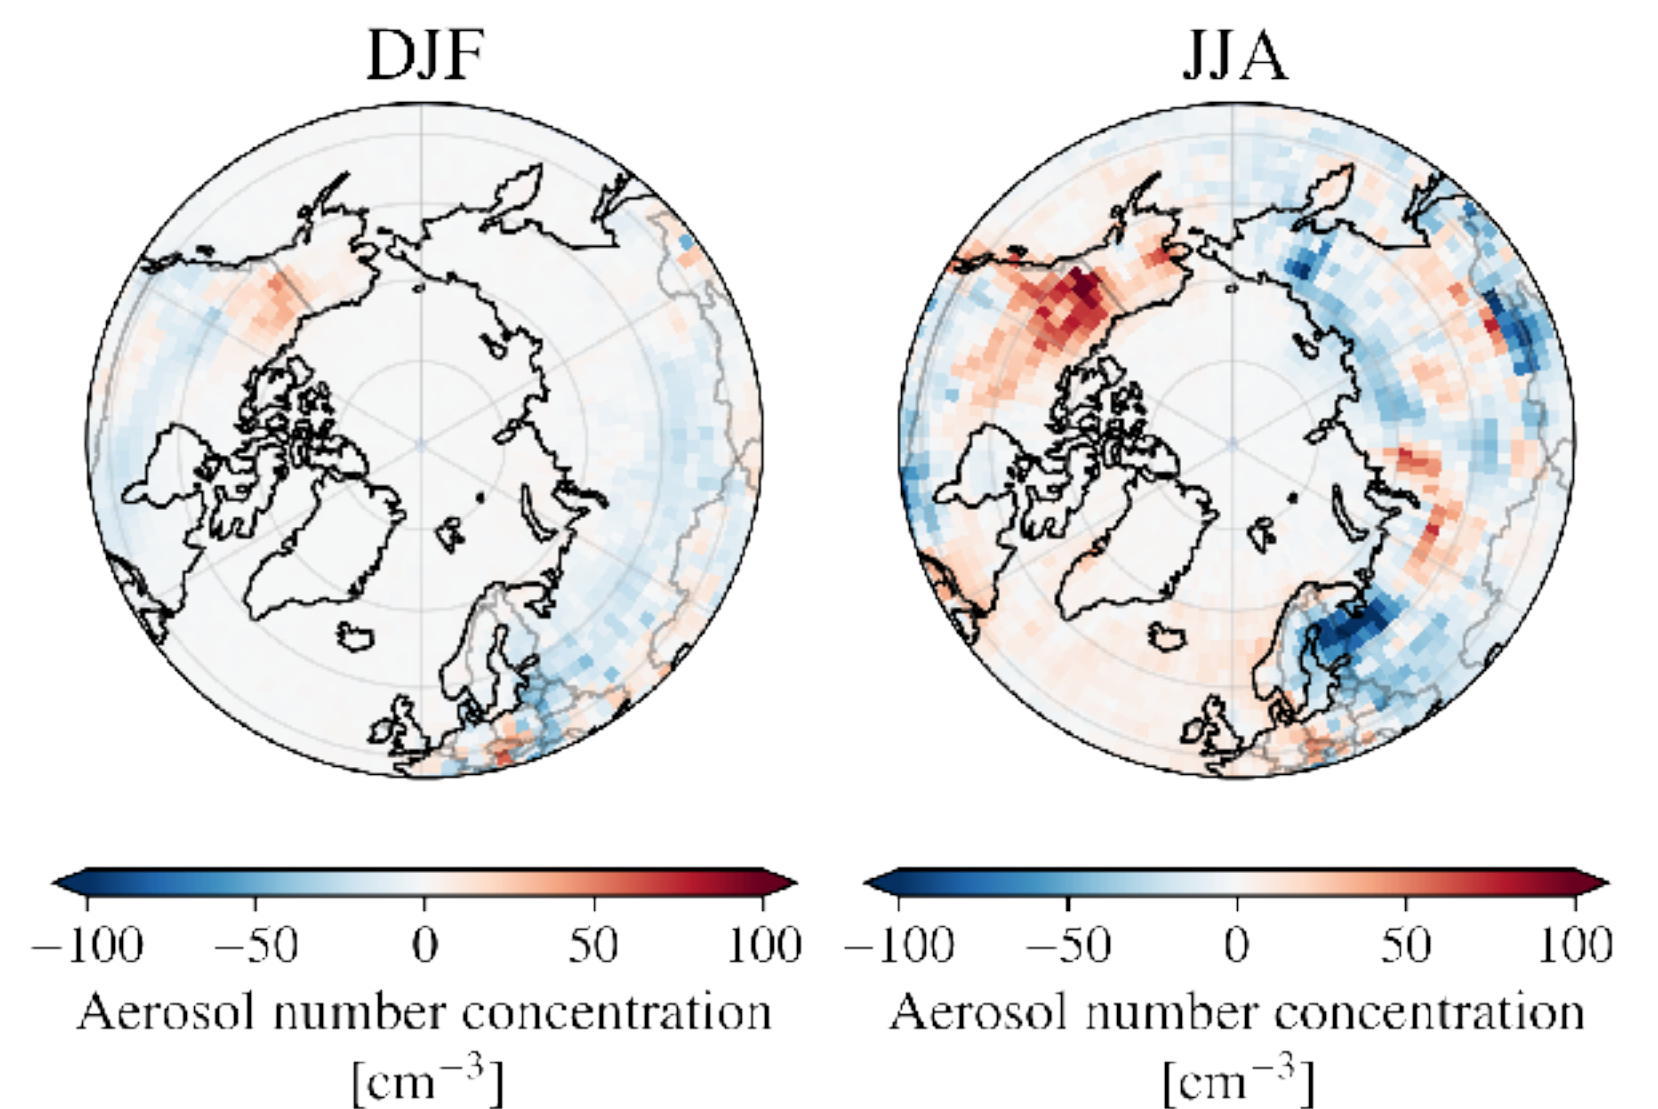 DJF JJA
−100 −50 0 50 100 −100 −50 0 50 100
Aerosol number concentration Aerosol number concentration
[cm⁻³] [cm⁻³]